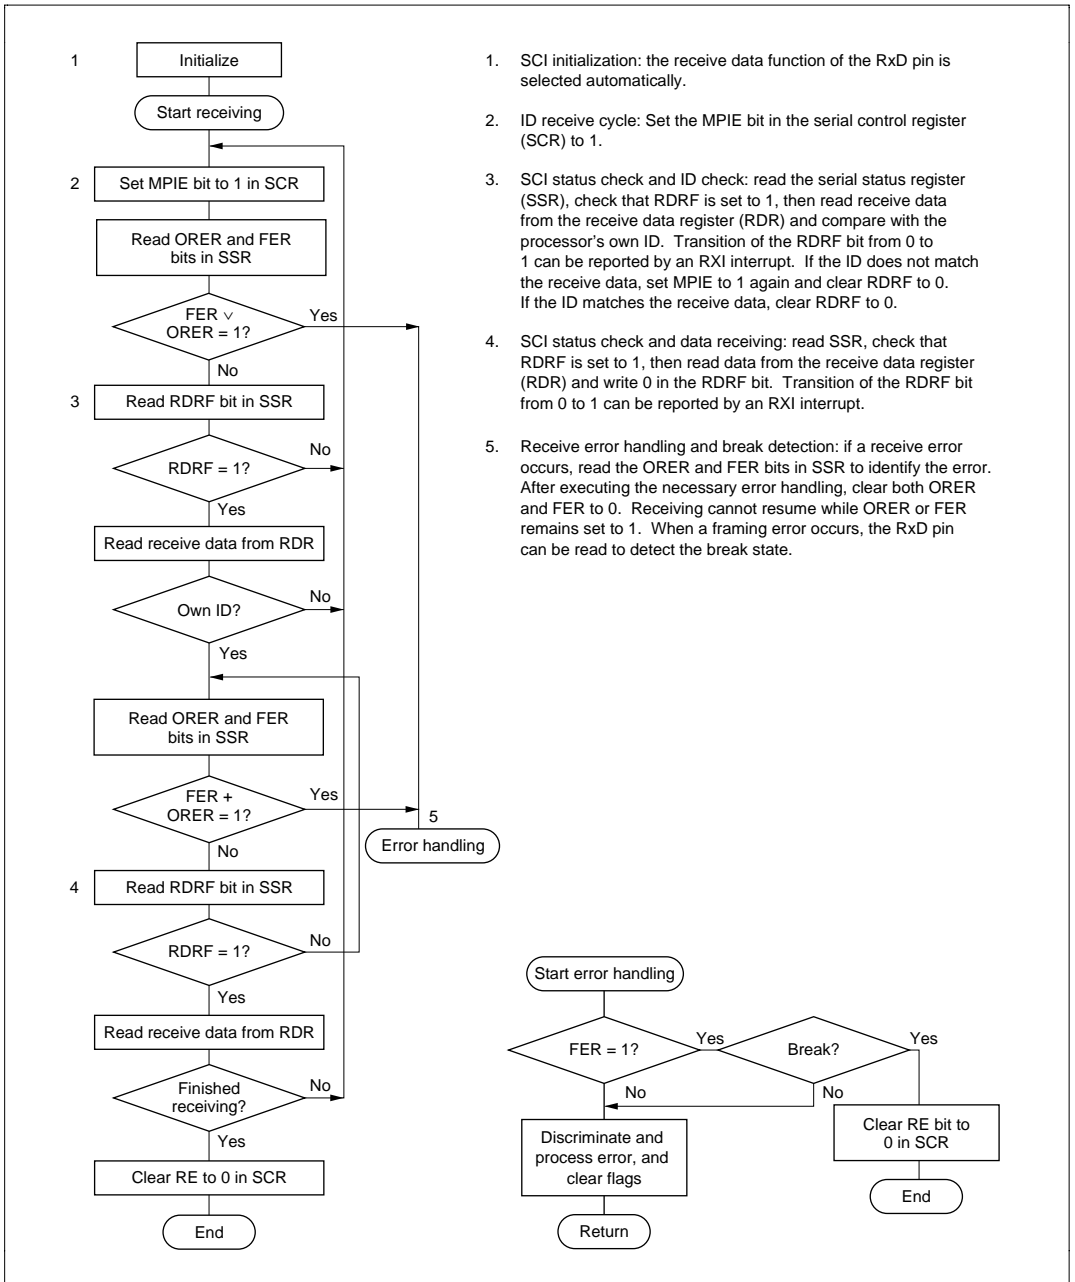 1
Initialize
Start receiving
2
Set MPIE bit to 1 in SCR
Read ORER and FER
bits in SSR
FER ∨
ORER = 1?
Yes
No
3
Read RDRF bit in SSR
RDRF = 1?
No
Yes
Read receive data from RDR
Own ID?
No
Yes
Read ORER and FER
bits in SSR
FER +
ORER = 1?
Yes
5
Error handling
No
4
Read RDRF bit in SSR
RDRF = 1?
No
Yes
Read receive data from RDR
Finished
receiving?
No
Yes
Clear RE to 0 in SCR
End
1. SCI initialization: the receive data function of the RxD pin is
selected automatically.
2. ID receive cycle: Set the MPIE bit in the serial control register
(SCR) to 1.
3. SCI status check and ID check: read the serial status register
(SSR), check that RDRF is set to 1, then read receive data
from the receive data register (RDR) and compare with the
processor's own ID. Transition of the RDRF bit from 0 to
1 can be reported by an RXI interrupt. If the ID does not match
the receive data, set MPIE to 1 again and clear RDRF to 0.
If the ID matches the receive data, clear RDRF to 0.
4. SCI status check and data receiving: read SSR, check that
RDRF is set to 1, then read data from the receive data register
(RDR) and write 0 in the RDRF bit. Transition of the RDRF bit
from 0 to 1 can be reported by an RXI interrupt.
5. Receive error handling and break detection: if a receive error
occurs, read the ORER and FER bits in SSR to identify the error.
After executing the necessary error handling, clear both ORER
and FER to 0. Receiving cannot resume while ORER or FER
remains set to 1. When a framing error occurs, the RxD pin
can be read to detect the break state.
Start error handling
FER = 1?
Yes
Break?
Yes
No
No
Discriminate and
process error, and
clear flags
Return
Clear RE bit to
0 in SCR
End